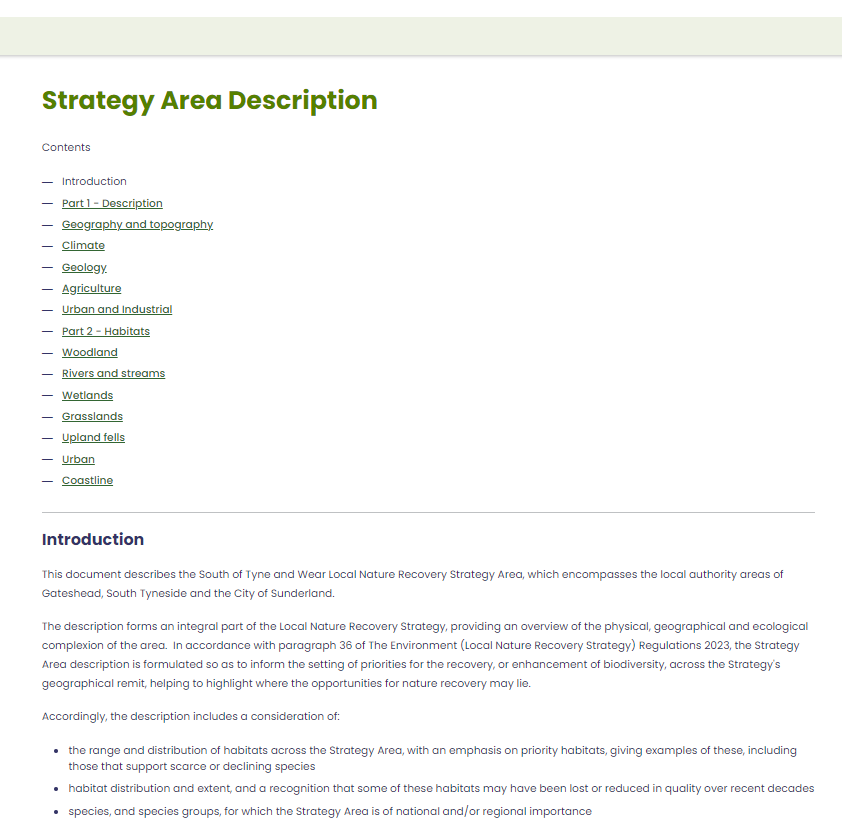 Strategy Area Description
Contents
— Introduction
— Part 1 - Description
— Geography and topography
— Climate
— Geology
— Agriculture
— Urban and Industrial
— Part 2 - Habitats
— Woodland
— Rivers and streams
— Wetlands
— Grasslands
— Upland fells
— Urban
— Coastline
Introduction
This document describes the South of Tyne and Wear Local Nature Recovery Strategy Area, which encompasses the local authority areas of
Gateshead, South Tyneside and the City of Sunderland.
The description forms an integral part of the Local Nature Recovery Strategy, providing an overview of the physical, geographical and ecological
complexion of the area.  In accordance with paragraph 36 of The Environment (Local Nature Recovery Strategy) Regulations 2023, the Strategy
Area description is formulated so as to inform the setting of priorities for the recovery, or enhancement of biodiversity, across the Strategy's
geographical remit, helping to highlight where the opportunities for nature recovery may lie.
Accordingly, the description includes a consideration of:
• the range and distribution of habitats across the Strategy Area, with an emphasis on priority habitats, giving examples of these, including
those that support scarce or declining species
• habitat distribution and extent, and a recognition that some of these habitats may have been lost or reduced in quality over recent decades
• species, and species groups, for which the Strategy Area is of national and/or regional importance